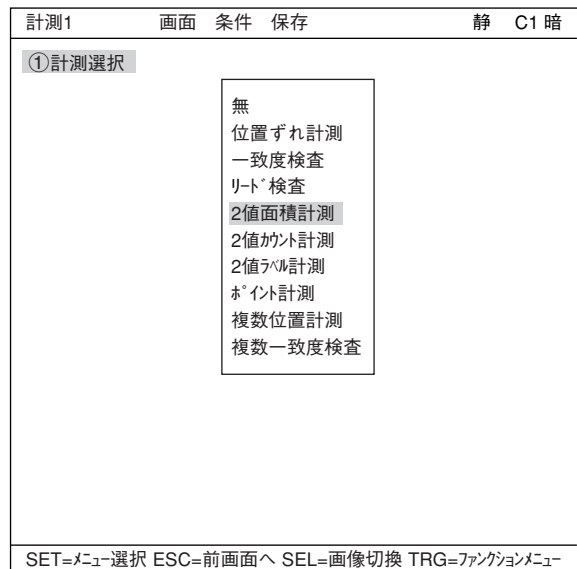 計測1 画面 条件 保存 静 C1 暗
①計測選択
無
位置ずれ計測
一致度検査
ﾘｰﾄﾞ検査
2値面積計測
2値ｶｳﾝﾄ計測
2値ﾗﾍﾞﾙ計測
ﾎﾟｲﾝﾄ計測
複数位置計測
複数一致度検査
SET=ﾒﾆｭｰ選択 ESC=前画面へ SEL=画像切換 TRG=ﾌｧﾝｸｼｮﾝﾒﾆｭｰ